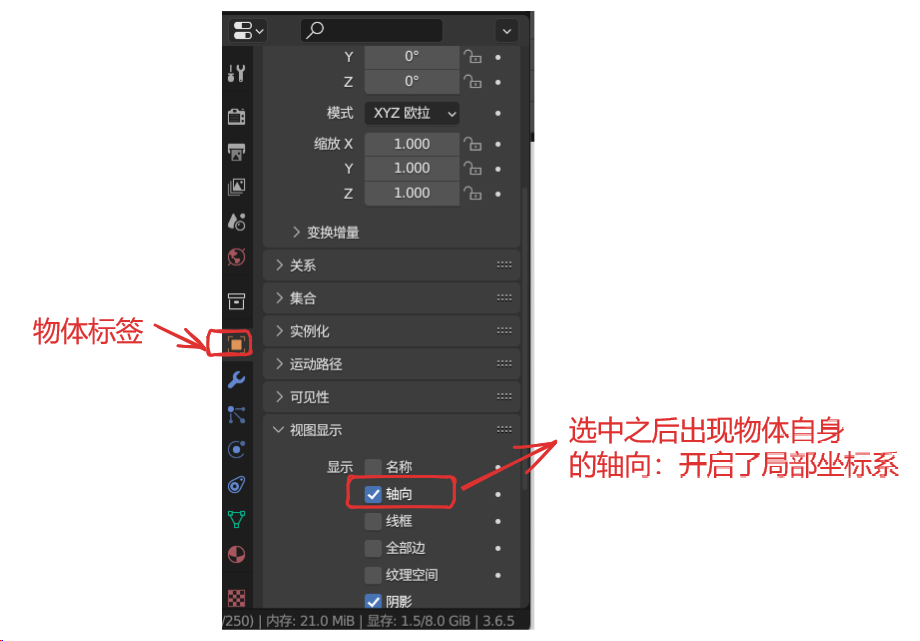 Y 0°
Z 0°
模式 XYZ 欧拉
缩放 X 1.000
Y 1.000
Z 1.000
变换增量
关系
集合
实例化
物体标签
运动路径
可见性
视图显示
选中之后出现物体自身
的轴向：开启了局部坐标系
显示 名称
轴向
线框
全部边
纹理空间
阴影
/250) | 内存: 21.0 MiB | 显存: 1.5/8.0 GiB | 3.6.5